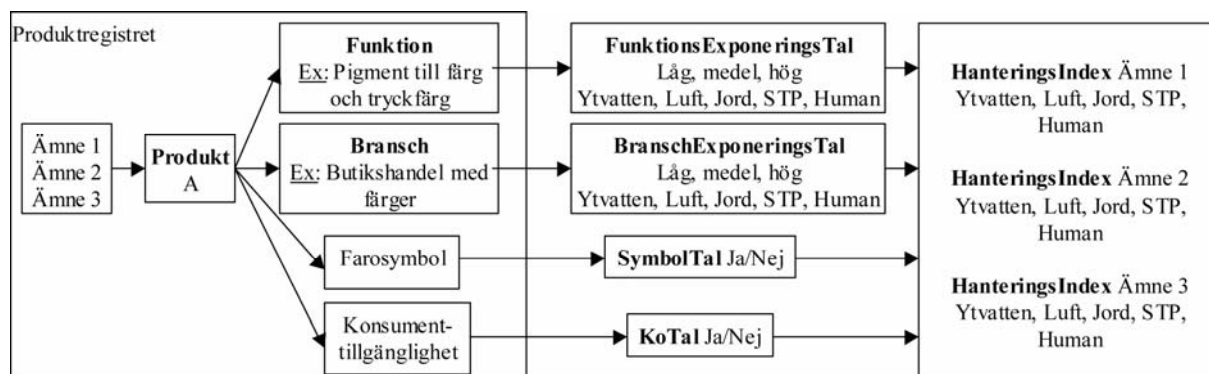 Produktregistret
Ämne 1
Ämne 2
Ämne 3
Produkt
A
Funktion
Ex: Pigment till färg
och tryckfärg
Bransch
Ex: Butikshandel med
färger
Farosymbol
Konsument-
tillgänglighet
FunktionsExponeringsTal
Låg, medel, hög
Ytvatten, Luft, Jord, STP, Human
BranschExponeringsTal
Låg, medel, hög
Ytvatten, Luft, Jord, STP, Human
SymbolTal Ja/Nej
KoTal Ja/Nej
HanteringsIndex Ämne 1
Ytvatten, Luft, Jord, STP,
Human
HanteringsIndex Ämne 2
Ytvatten, Luft, Jord, STP,
Human
HanteringsIndex Ämne 3
Ytvatten, Luft, Jord, STP,
Human